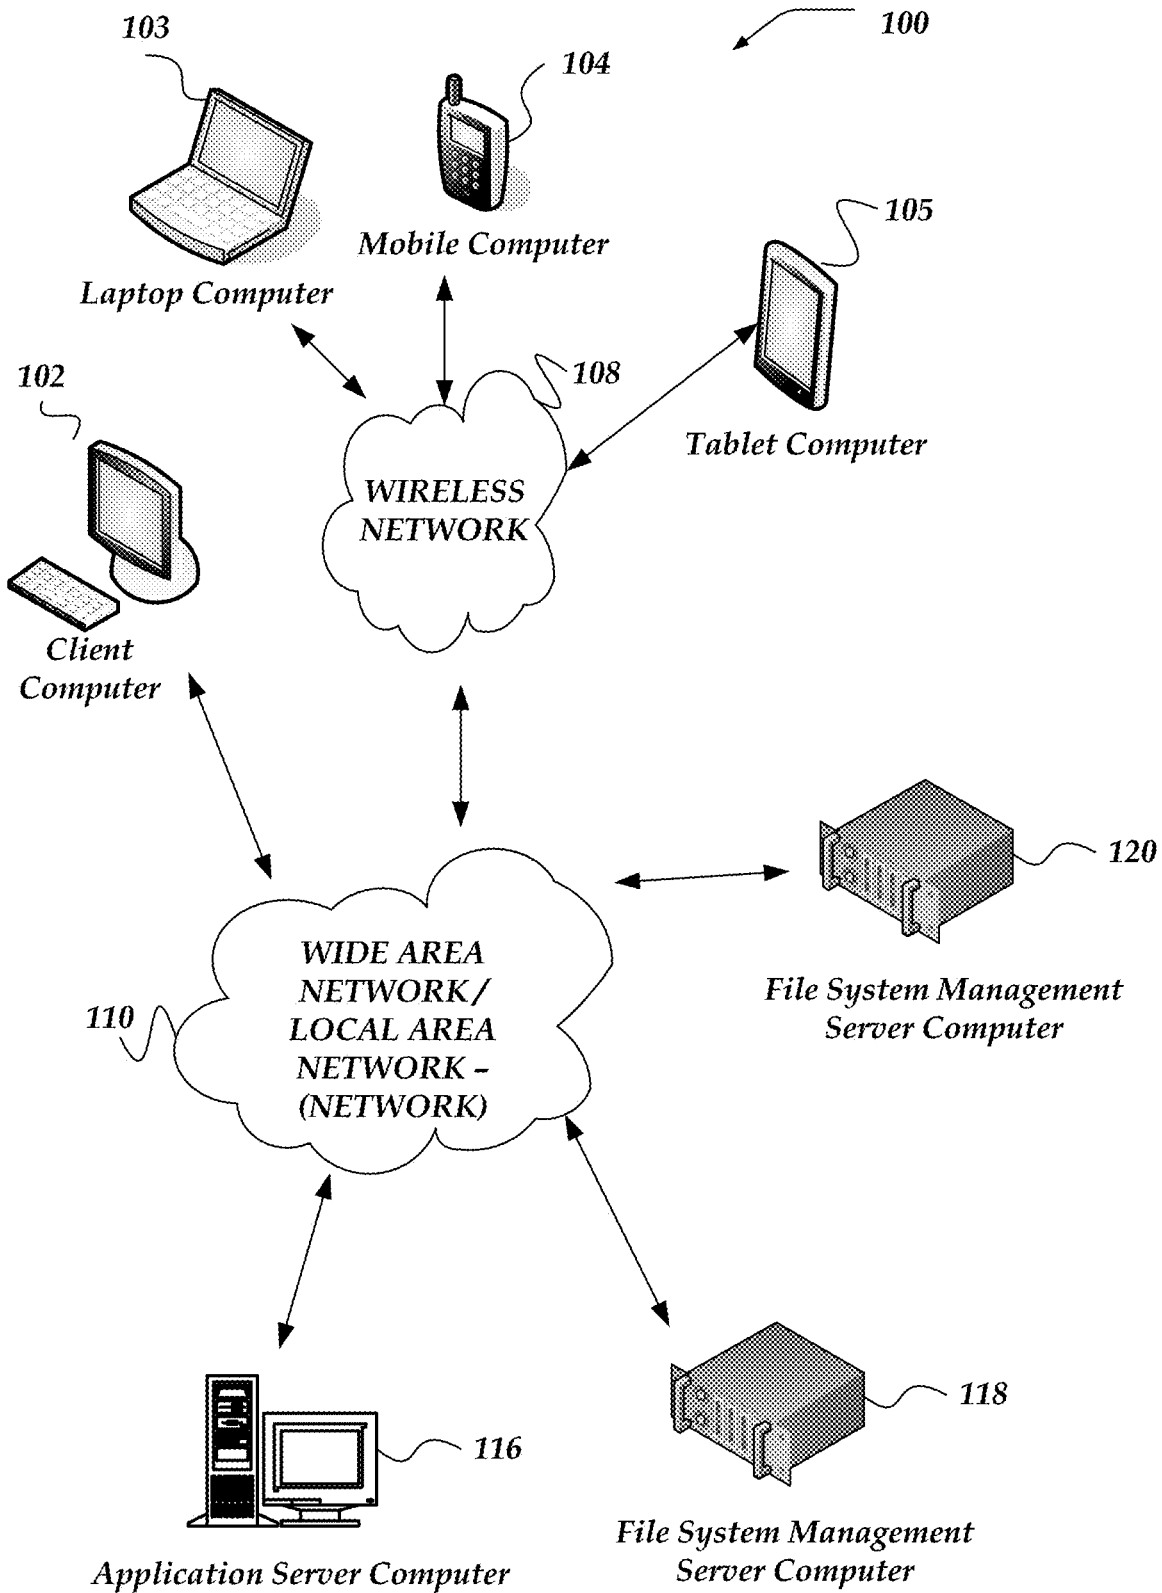 103
104
100
105
Mobile Computer
Laptop Computer
108
102
Tablet Computer
WIRELESS
NETWORK
Client
Computer
120
WIDE AREA
NETWORK /
LOCAL AREA
NETWORK –
(NETWORK)
110
File System Management
Server Computer
118
116
File System Management
Server Computer
Application Server Computer